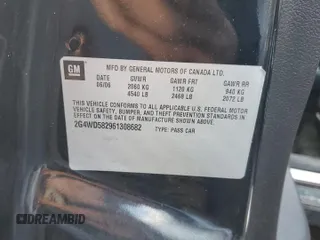 GM
MFD BY GENERAL MOTORS OF CANADA LTD.
DATE GVWR GAWR FRT GAWR RR
06/06 2060 KG 1120 KG 940 KG
4540 LB 2468 LB 2072 LB
THIS VEHICLE CONFORMS TO ALL APPLICABLE U.S. FEDERAL MOTOR
VEHICLE SAFETY, BUMPER, AND THEFT PREVENTION STANDARDS
IN EFFECT ON THE DATE OF MANUFACTURE SHOWN ABOVE.
2G4WD582961308682 TYPE: PASS CAR
DREAMBID